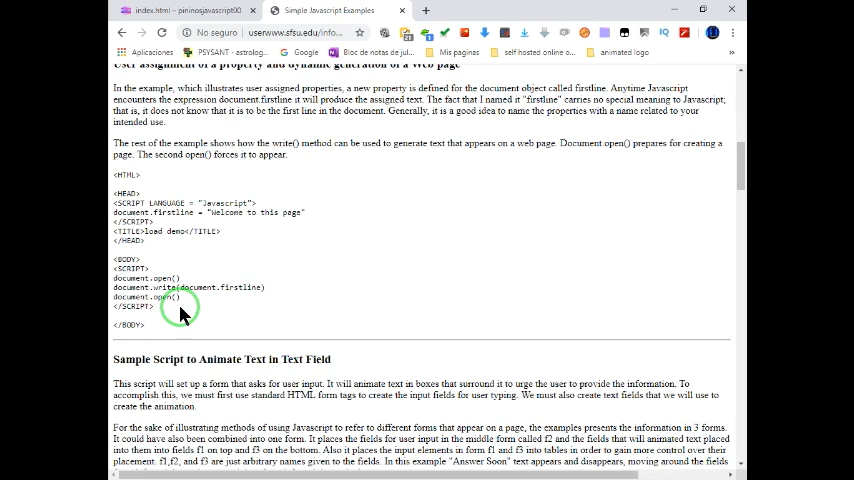 index.html – pininosjavascript00
Simple Javascript Examples
No seguro
userwww.sfsu.edu/info...
Aplicaciones
PSYSANT - astrolog...
Google
Bloc de notas de jul...
Mis paginas
self hosted online o...
animated logo
User assignment of a property and dynamic generation of a Web page
In the example, which illustrates user assigned properties, a new property is defined for the document object called firstline. Anytime Javascript
encounters the expression document.firstline it will produce the assigned text. The fact that I named it "firstline" carries no special meaning to Javascript;
that is, it does not know that it is to be the first line in the document. Generally, it is a good idea to name the properties with a name related to your
intended use.
The rest of the example shows how the write() method can be used to generate text that appears on a web page. Document open() prepares for creating a
page. The second open() forces it to appear.
<HTML>
<HEAD>
<SCRIPT LANGUAGE = "Javascript">
document.firstline = "Welcome to this page"
</SCRIPT>
<TITLE>load demo</TITLE>
</HEAD>
<BODY>
<SCRIPT>
document.open()
document.write(document.firstline)
document.open()
</SCRIPT>
</BODY>
Sample Script to Animate Text in Text Field
This script will set up a form that asks for user input. It will animate text in boxes that surround it to urge the user to provide the information. To
accomplish this, we must first use standard HTML form tags to create the input fields for user typing. We must also create text fields that we will use to
create the animation.
For the sake of illustrating methods of using Javascript to refer to different forms that appear on a page, the examples presents the information in 3 forms.
It could have also been combined into one form. It places the fields for user input in the middle form called f2 and the fields that will animated text placed
into them into fields f1 on top and f3 on the bottom. Also it places the input elements in form f1 and f3 into tables in order to gain more control over their
placement. f1,f2, and f3 are just arbitrary names given to the fields. In this example "Answer Soon" text appears and disappears, moving around the fields